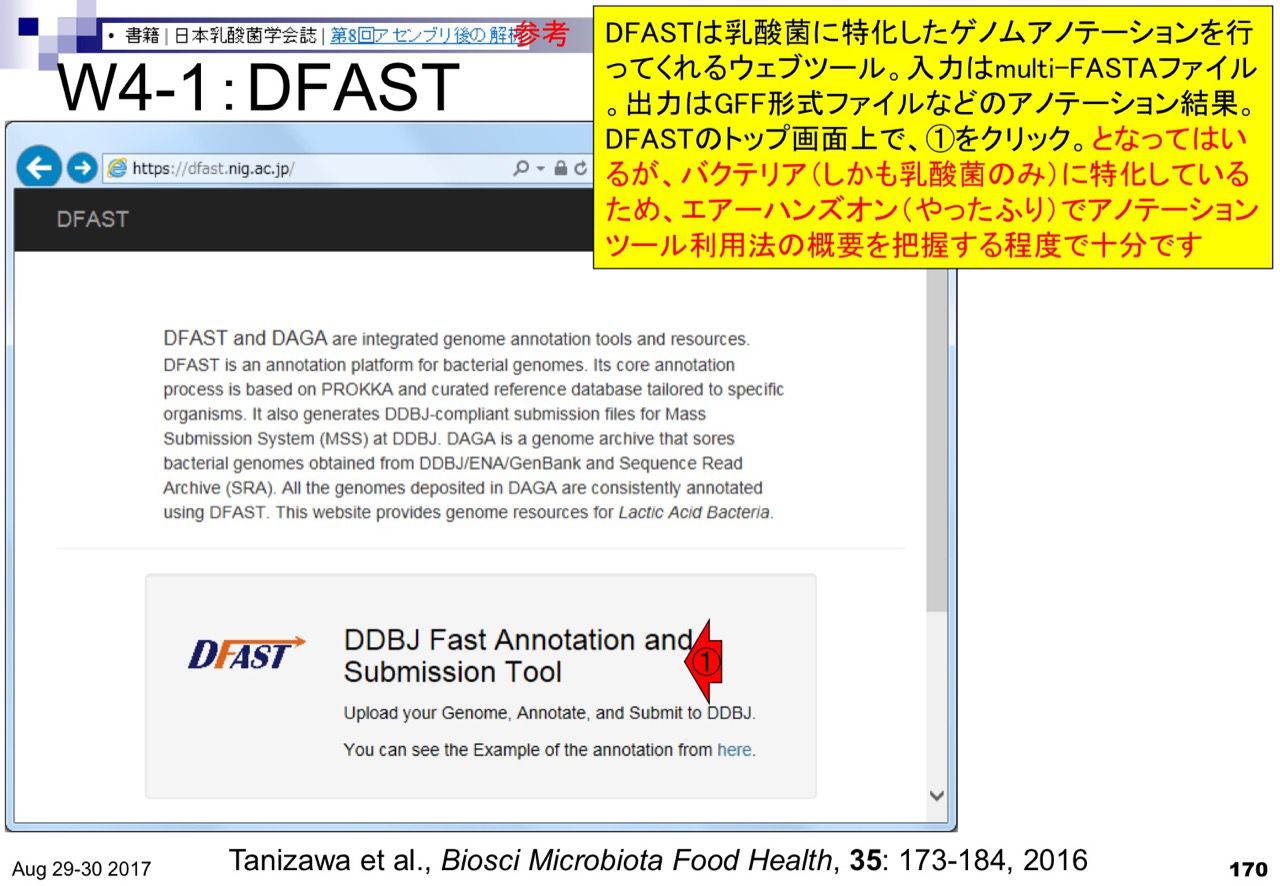 ・ 書籍 | 日本乳酸菌学会誌 | 第8回アセンブリ後の解析
参考
W4-1：DFAST
DFASTは乳酸菌に特化したゲノムアノテーションを行
ってくれるウェブツール。入力はmulti-FASTAファイル
。出力はGFF形式ファイルなどのアノテーション結果。
DFASTのトップ画面上で、①をクリック。となってはい
るが、バクテリア（しかも乳酸菌のみ）に特化している
ため、エアーハンズオン（やったふり）でアノテーション
ツール利用法の概要を把握する程度で十分です
https://dfast.nig.ac.jp/
DFAST
DFAST and DAGA are integrated genome annotation tools and resources.
DFAST is an annotation platform for bacterial genomes. Its core annotation
process is based on PROKKA and curated reference database tailored to specific
organisms. It also generates DDBJ-compliant submission files for Mass
Submission System (MSS) at DDBJ. DAGA is a genome archive that sores
bacterial genomes obtained from DDBJ/ENA/GenBank and Sequence Read
Archive (SRA). All the genomes deposited in DAGA are consistently annotated
using DFAST. This website provides genome resources for Lactic Acid Bacteria.
DFAST
DDBJ Fast Annotation and
Submission Tool
①
Upload your Genome, Annotate, and Submit to DDBJ.
You can see the Example of the annotation from here.
Aug 29-30 2017
Tanizawa et al., Biosci Microbiota Food Health, 35: 173-184, 2016
170